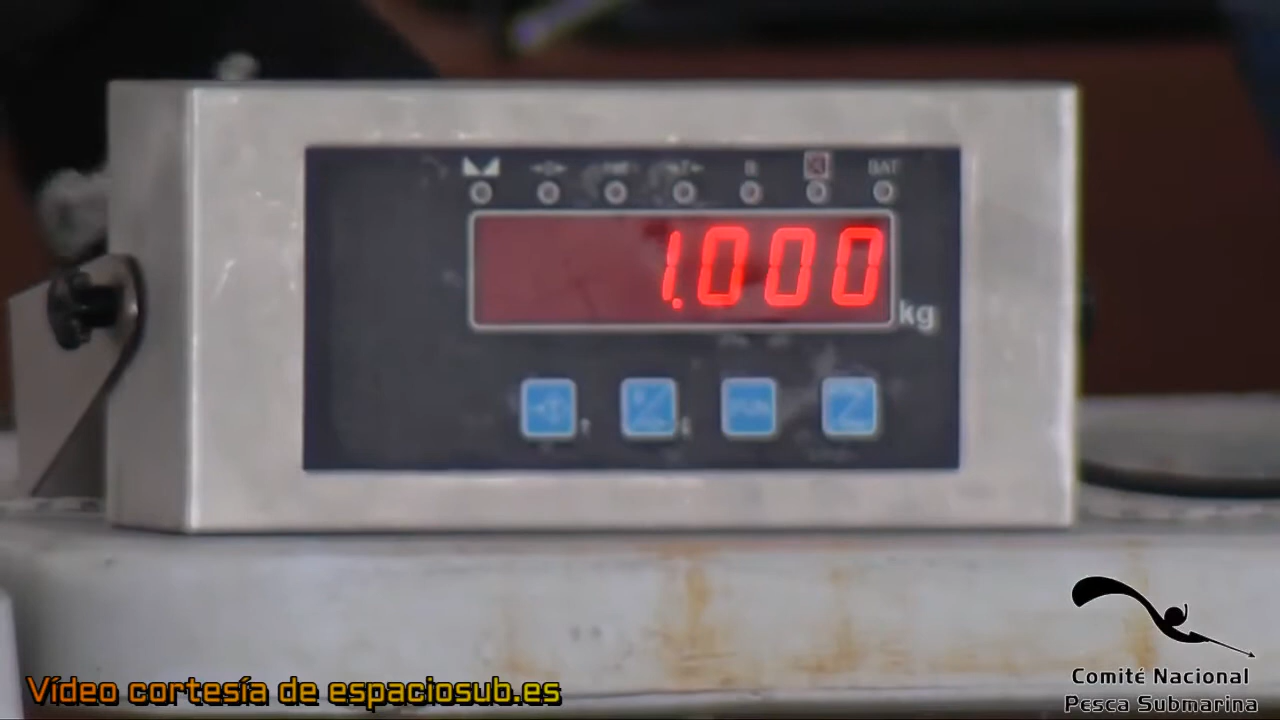 BAT
1.000
kg
Vídeo cortesía de espaciosub.es
Comité Nacional
Pesca Submarina